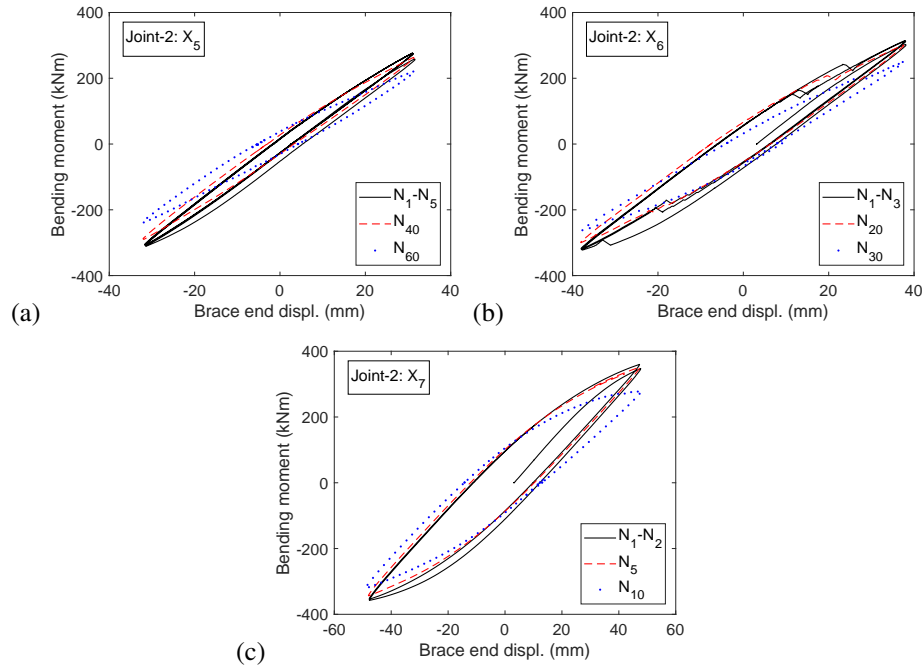 Joint-2: X5
Bending moment (kNm)
400
200
0
-200
-400
-40 -20 0 20 40
Brace end displ. (mm)
N1-N5
N40
N60
(a)
Joint-2: X6
Bending moment (kNm)
400
200
0
-200
-400
-40 -20 0 20 40
Brace end displ. (mm)
N1-N3
N20
N30
(b)
Joint-2: X7
Bending moment (kNm)
400
200
0
-200
-400
-60 -40 -20 0 20 40 60
Brace end displ. (mm)
N1-N2
N5
N10
(c)